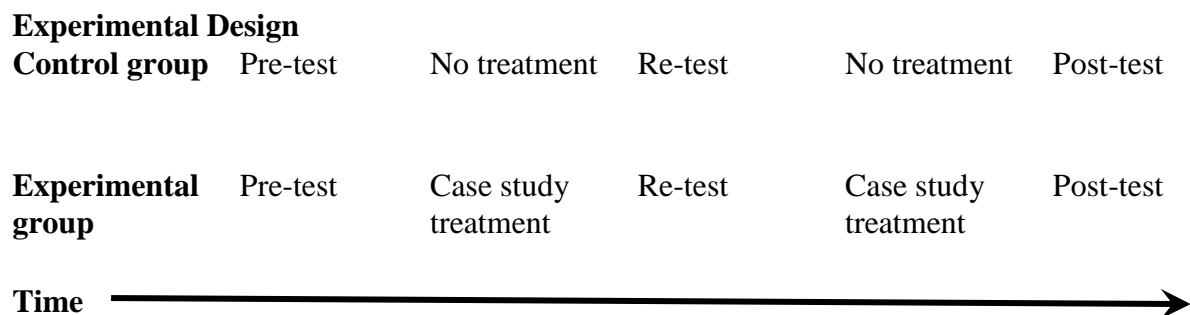 Experimental Design
Control group Pre-test No treatment Re-test No treatment Post-test
Experimental Pre-test Case study Re-test Case study Post-test
group treatment treatment
Time